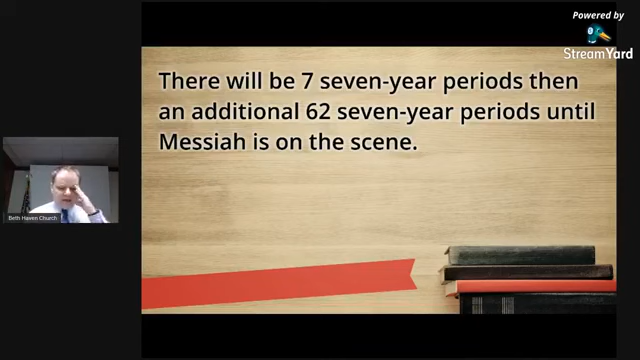 Powered by
StreamYard
There will be 7 seven-year periods then
an additional 62 seven-year periods until
Messiah is on the scene.
Beth Haven Church